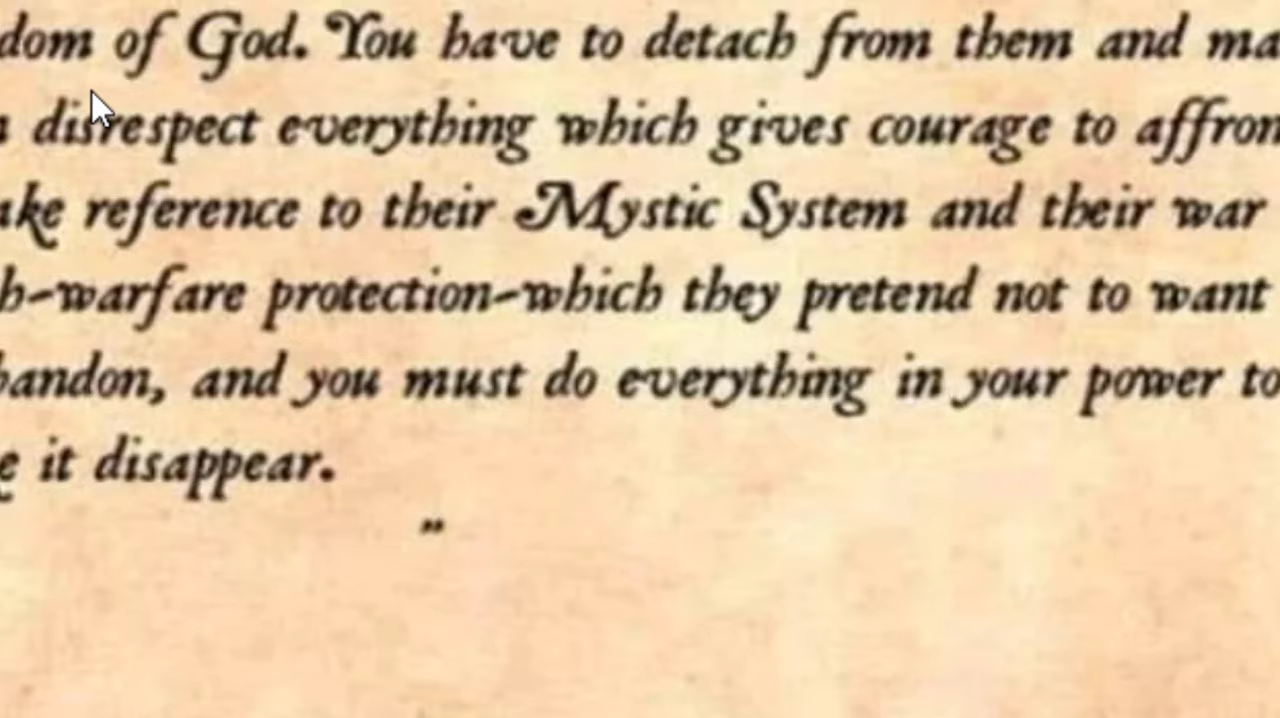 dom of God. You have to detach from them and ma
disrespect everything which gives courage to affron
ake reference to their Mystic System and their war
h-warfare protection-which they pretend not to want
bandon, and you must do everything in your power to
e it disappear.
"